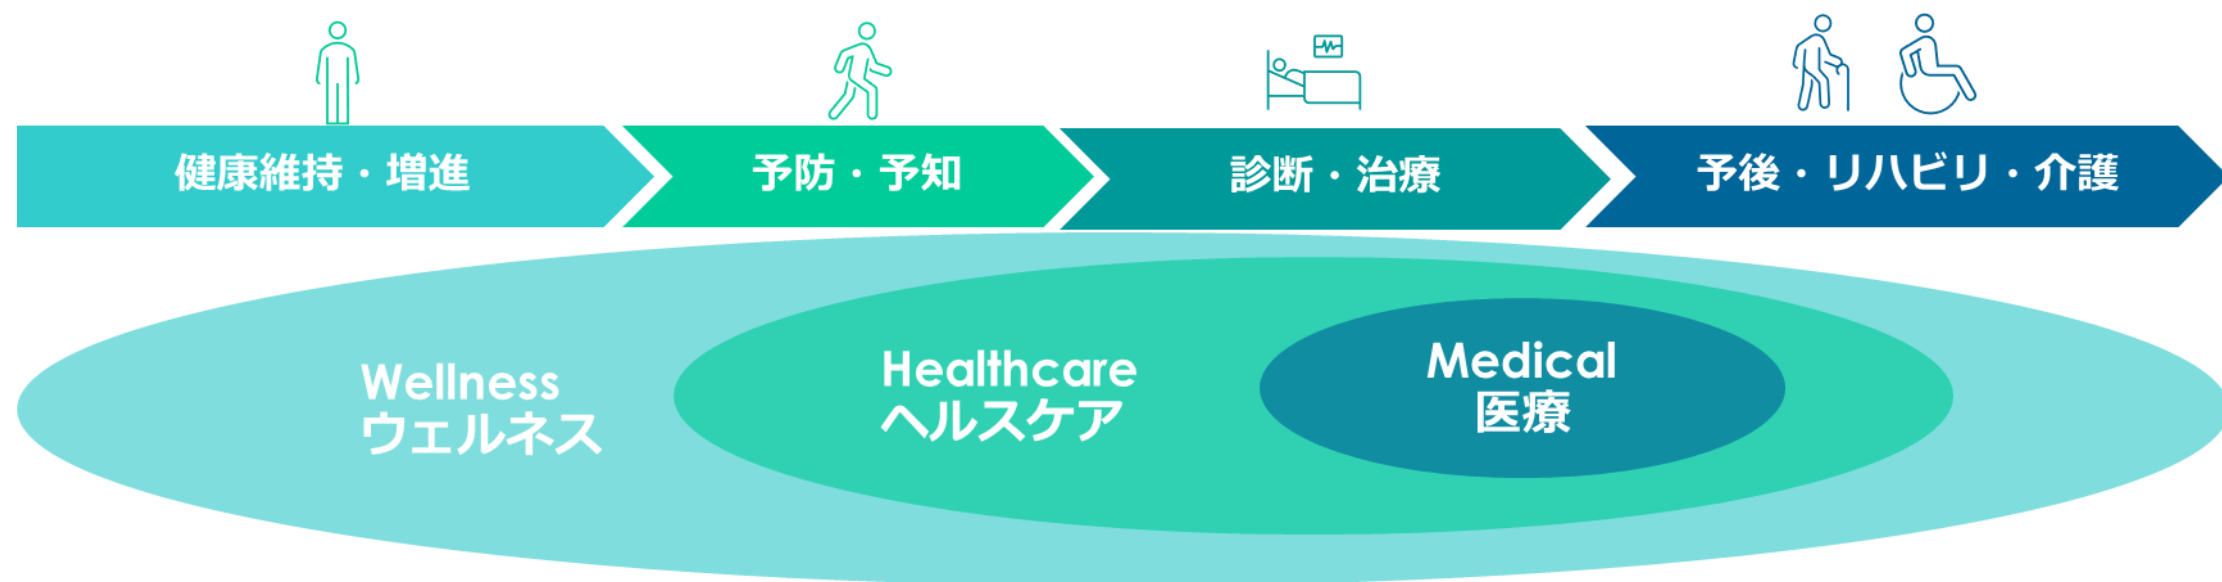 健康維持・増進
予防・予知
診断・治療
予後・リハビリ・介護
Wellness
ウェルネス
Healthcare
ヘルスケア
Medical
医療